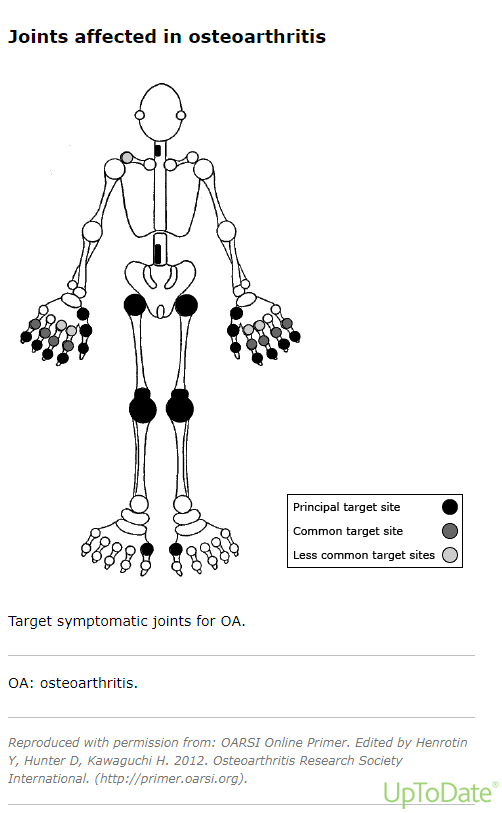 Joints affected in osteoarthritis
Principal target site
Common target site
Less common target sites
Target symptomatic joints for OA.
OA: osteoarthritis.
Reproduced with permission from: OARSI Online Primer. Edited by Henrotin
Y, Hunter D, Kawaguchi H. 2012. Osteoarthritis Research Society
International. (http://primer.oarsi.org).
UpToDate®